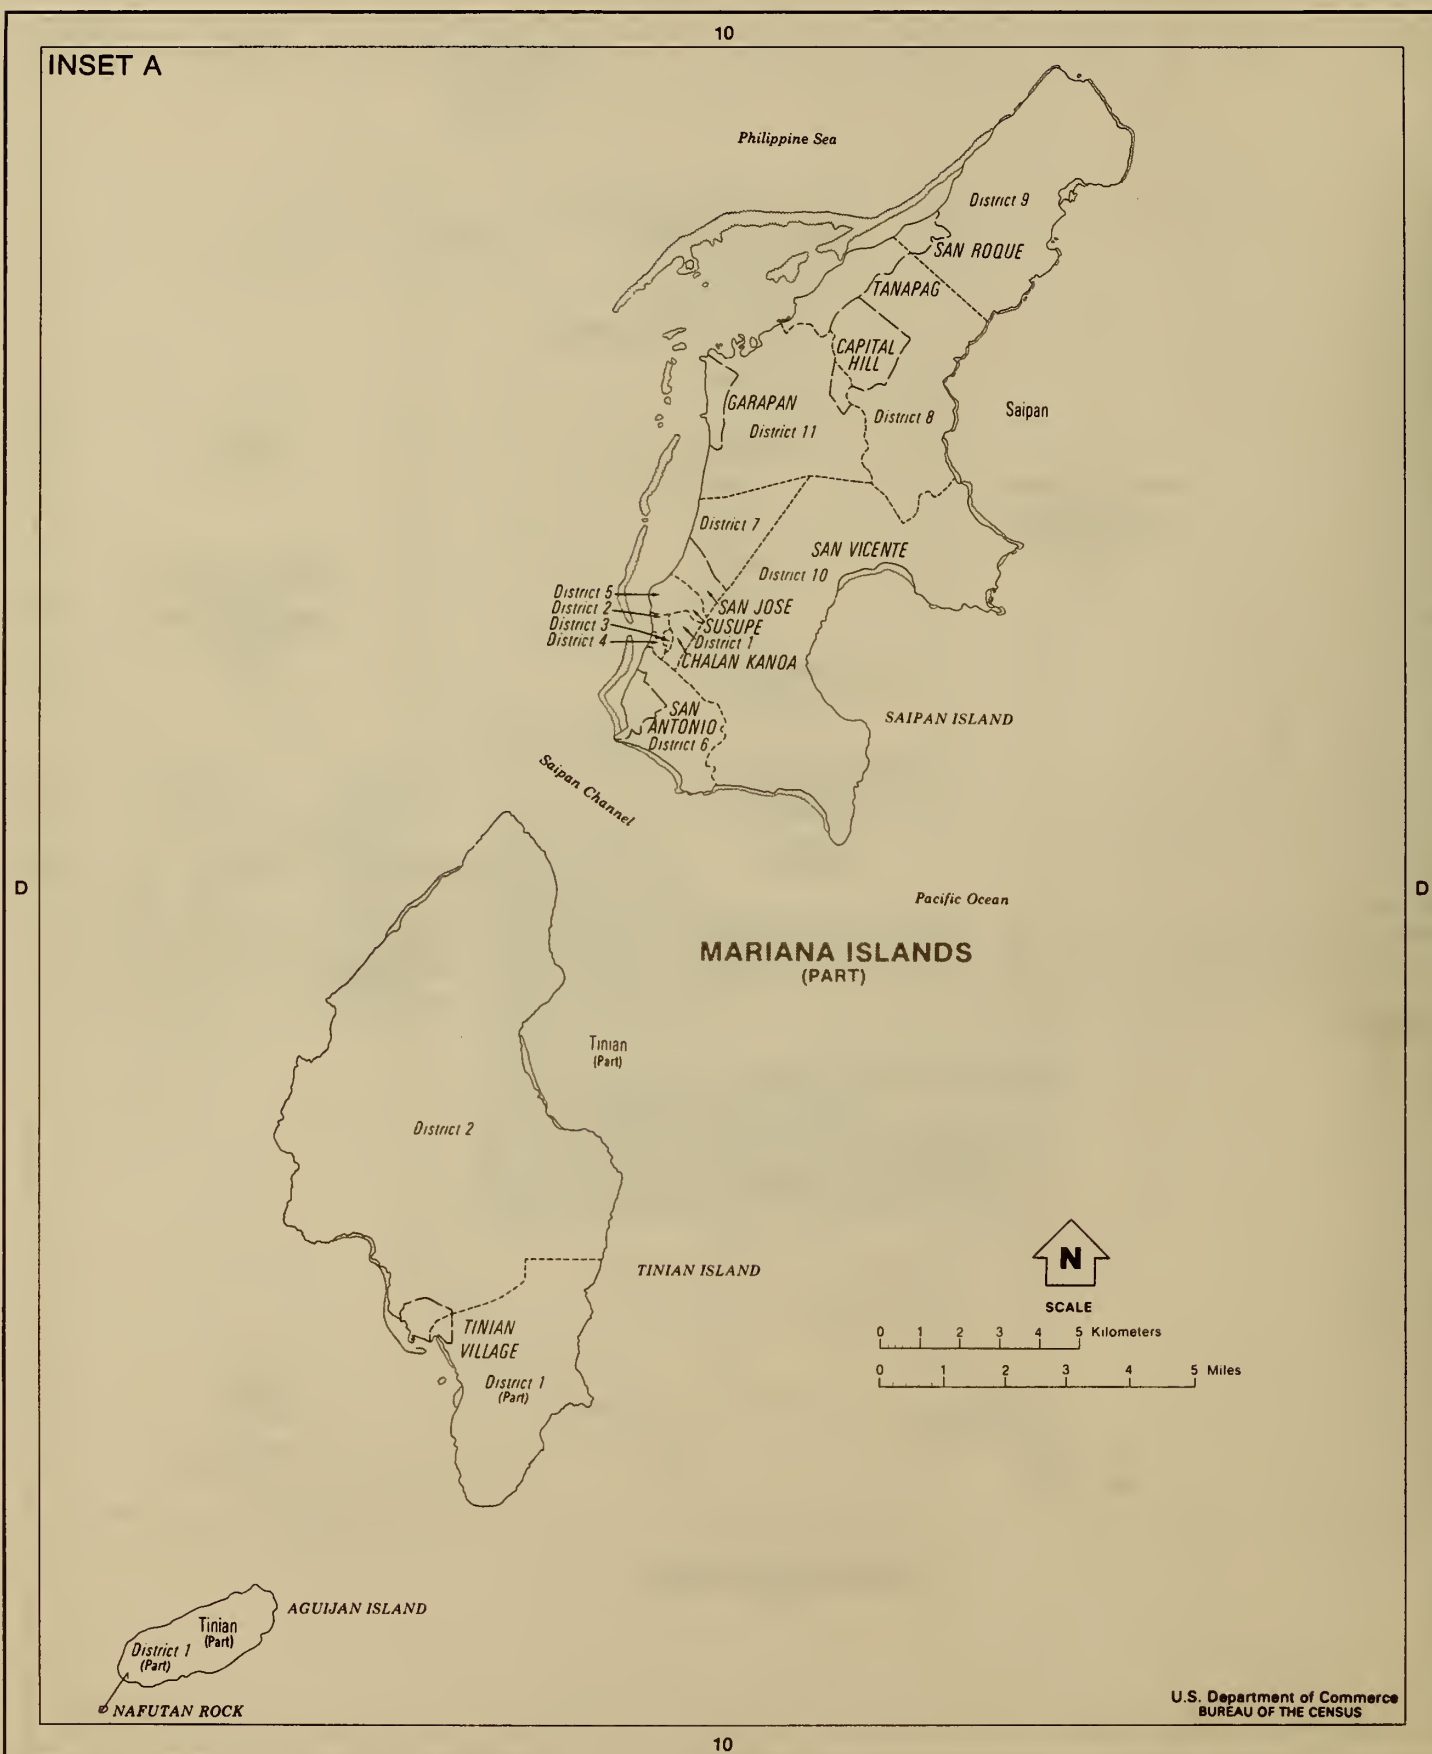 10
INSET A
Philippine Sea
District 9
SAN ROQUE
TANAPAG
CAPITAL
HILL
GARAPAN
District 11
District 8
Saipan
District 7
SAN VICENTE
District 10
District 5
District 2
District 3
District 4
SAN JOSE
SUSUPE
District 1
CHALAN KANOA
SAN
ANTONIO
District 6
SAIPAN ISLAND
Saipan Channel
D
D
Pacific Ocean
MARIANA ISLANDS
(PART)
Tinian
(Part)
District 2
TINIAN ISLAND
N
SCALE
0 1 2 3 4 5 Kilometers
0 1 2 3 4 5 Miles
TINIAN
VILLAGE
District 1
(Part)
AGUIJAN ISLAND
Tinian
(Part)
District 1
(Part)
NAFUTAN ROCK
U.S. Department of Commerce
BUREAU OF THE CENSUS
10